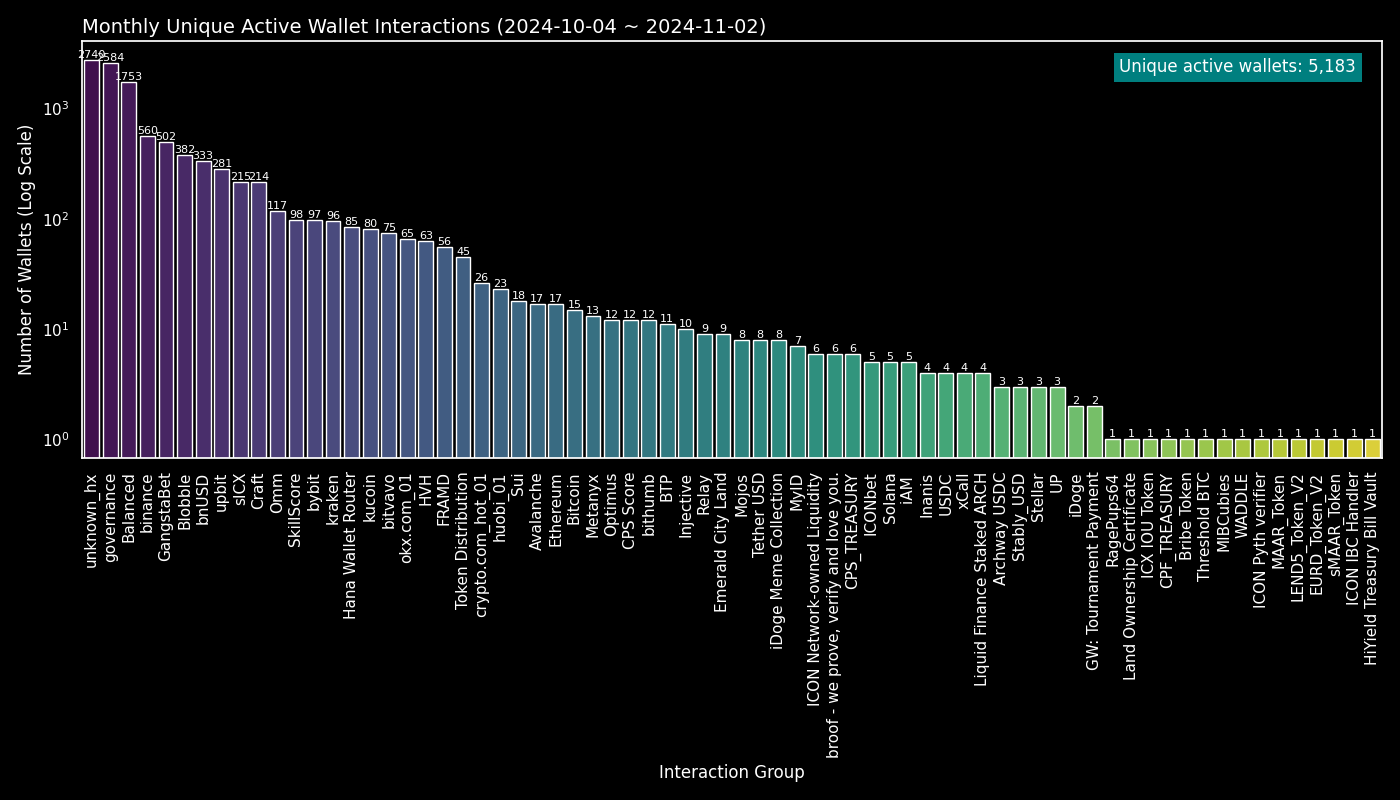 Monthly Unique Active Wallet Interactions (2024-10-04 ~ 2024-11-02)
Unique active wallets: 5,183
Number of Wallets (Log Scale)
10³
10²
10¹
10⁰
2740 2584 1753 560 502 382 333 281 215 214 117 98 97 96 85 80 75 65 63 56 45 26 23 18 17 17 15 13 12 12 12 11 10 9 9 8 8 8 7 6 6 6 5 5 5 4 4 4 4 3 3 3 3 2 2 1 1 1 1 1 1 1 1 1 1 1 1 1 1 1
unknown_hx
governance
Balanced
binance
GangstaBet
Blobble
bnUSD
upbit
sICX
Craft
Omm
SkillScore
bybit
kraken
Hana Wallet Router
kucoin
bitvavo
okx.com_01
HVH
FRAMD
Token Distribution
crypto.com_hot_01
huobi_01
Sui
Avalanche
Ethereum
Bitcoin
Metanyx
Optimus
CPS Score
bithumb
BTP
Injective
Relay
Emerald City Land
Mojos
Tether USD
iDoge Meme Collection
MyID
ICON Network-owned Liquidity
broof - we prove, verify and love you.
CPS_TREASURY
ICONbet
Solana
iAM
Inanis
USDC
xCall
Liquid Finance Staked ARCH
Archway USDC
Stably_USD
Stellar
UP
iDoge
GW: Tournament Payment
RagePups64
Land Ownership Certificate
ICX IOU Token
CPF_TREASURY
Bribe Token
Threshold BTC
MIBCubies
WADDLE
ICON Pyth verifier
MAAR_Token
LEND5_Token_V2
EURD_Token_V2
sMAAR_Token
ICON IBC Handler
HiYield Treasury Bill Vault
Interaction Group